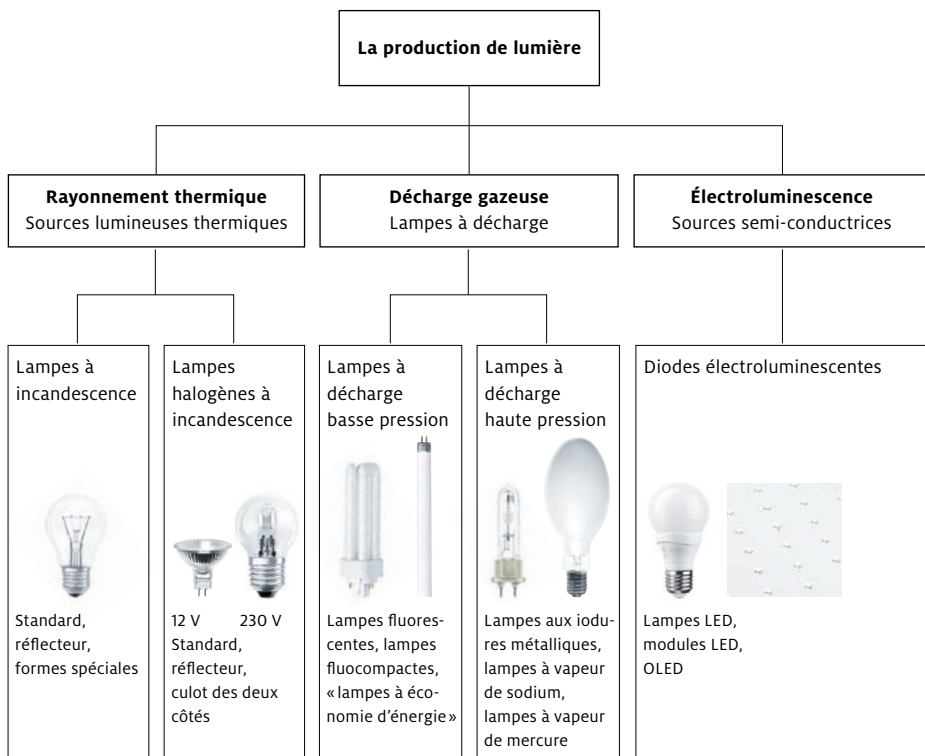 La production de lumière
Rayonnement thermique
Sources lumineuses thermiques
Décharge gazeuse
Lampes à décharge
Électroluminescence
Sources semi-conductrices
Lampes à
incandescence
Standard,
réflecteur,
formes spéciales
Lampes
halogènes à
incandescence
12 V 230 V
Standard,
réflecteur,
culot des deux
côtés
Lampes à
décharge
basse pression
Lampes fluores-
centes, lampes
fluocompactes,
« lampes à éco-
nomie d’énergie »
Lampes à
décharge
haute pression
Lampes aux iodu-
res métalliques,
lampes à vapeur
de sodium,
lampes à vapeur
de mercure
Diodes électroluminescentes
Lampes LED,
modules LED,
OLED